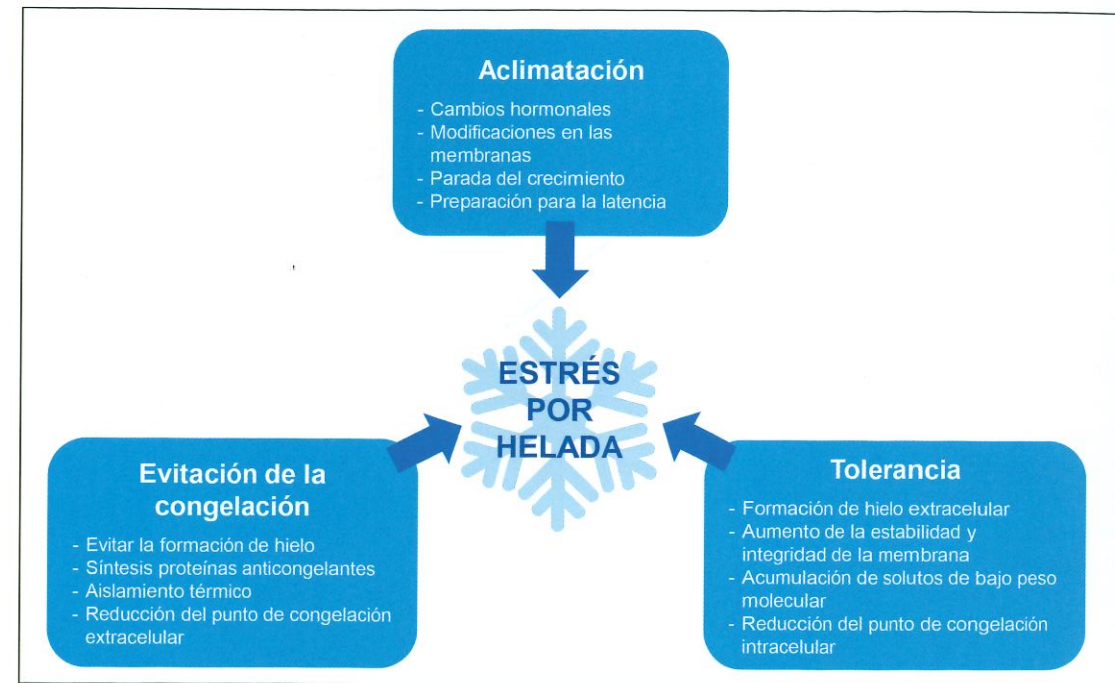 Aclimatación
- Cambios hormonales
- Modificaciones en las
membranas
- Parada del crecimiento
- Preparación para la latencia
ESTRÉS
POR
HELADA
Evitación de la
congelación
- Evitar la formación de hielo
- Síntesis proteínas anticongelantes
- Aislamiento térmico
- Reducción del punto de congelación
extracelular
Tolerancia
- Formación de hielo extracelular
- Aumento de la estabilidad y
integridad de la membrana
- Acumulación de solutos de bajo peso
molecular
- Reducción del punto de congelación
intracelular